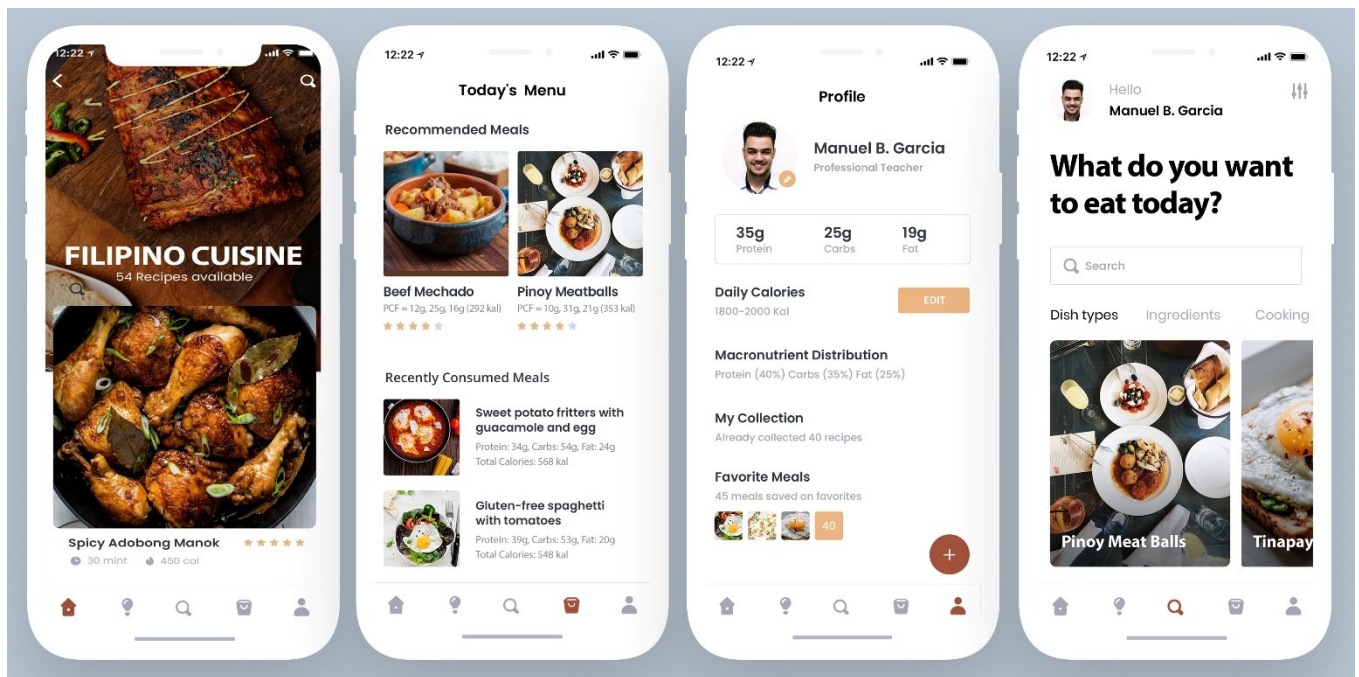 12:22
FILIPINO CUISINE
54 Recipes available
Spicy Adobong Manok
30 mint
450 cal
12:22
Today's Menu
Recommended Meals
Beef Mechado
PCF = 12g, 25g, 16g (292 kal)
Pinoy Meatballs
PCF = 10g, 31g, 21g (353 kal)
Recently Consumed Meals
Sweet potato fritters with
guacamole and egg
Protein: 34g, Carbs: 54g, Fat: 24g
Total Calories: 568 kal
Gluten-free spaghetti
with tomatoes
Protein: 39g, Carbs: 53g, Fat: 20g
Total Calories: 548 kal
12:22
Profile
Manuel B. Garcia
Professional Teacher
35g
Protein
25g
Carbs
19g
Fat
Daily Calories
1800-2000 Kal
EDIT
Macronutrient Distribution
Protein (40%) Carbs (35%) Fat (25%)
My Collection
Already collected 40 recipes
Favorite Meals
45 meals saved on favorites
40
+
12:22
Hello
Manuel B. Garcia
What do you want
to eat today?
Search
Dish types
Ingredients
Cooking
Pinoy Meat Balls
Tinapay